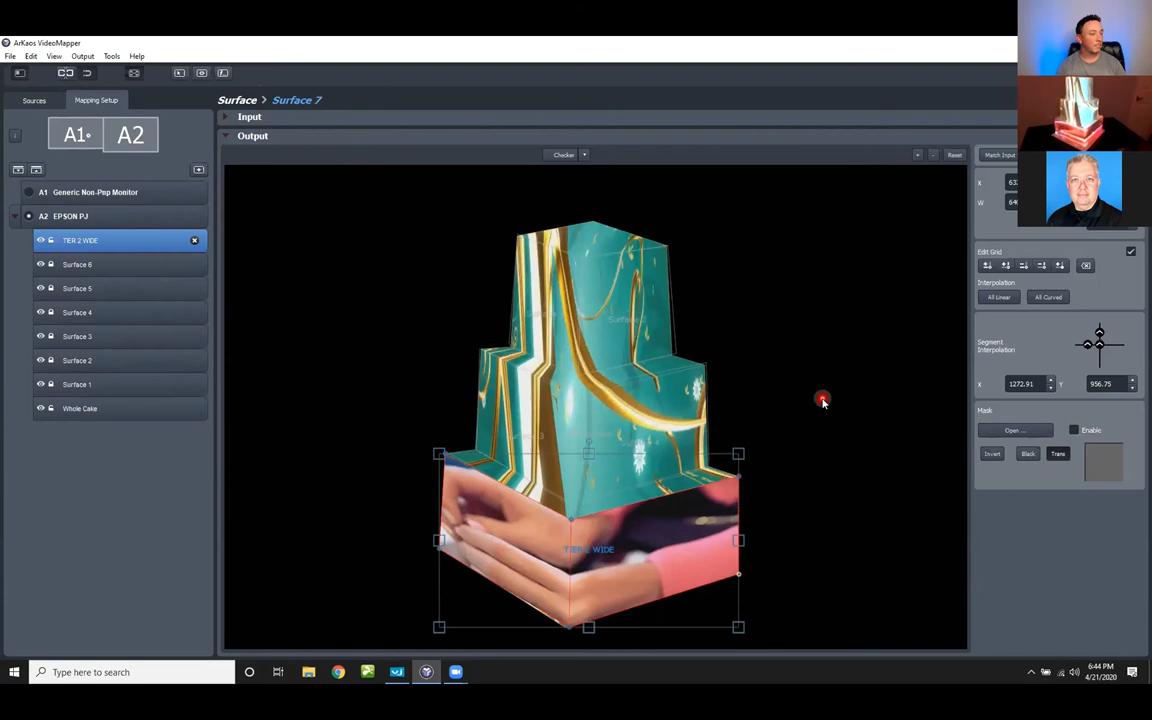 ArKaos VideoMapper
File Edit View Output Tools Help
Sources Mapping Setup
Surface > Surface 7
Input
A1 A2
Output
Checker
+ - Reset
Match Input
X
W
A1 Generic Non-Pnp Monitor
A2 EPSON PJ
TIER 2 WIDE
Surface 6
Surface 5
Surface 4
Surface 3
Surface 2
Surface 1
Whole Cake
Edit Grid
Interpolation
All Linear All Curved
Segment
Interpolation
X 1272.91 Y 956.75
Mask
Open ... Enable
Invert Black Trans
TIER 2 WIDE
Type here to search
6:44 PM
4/21/2020